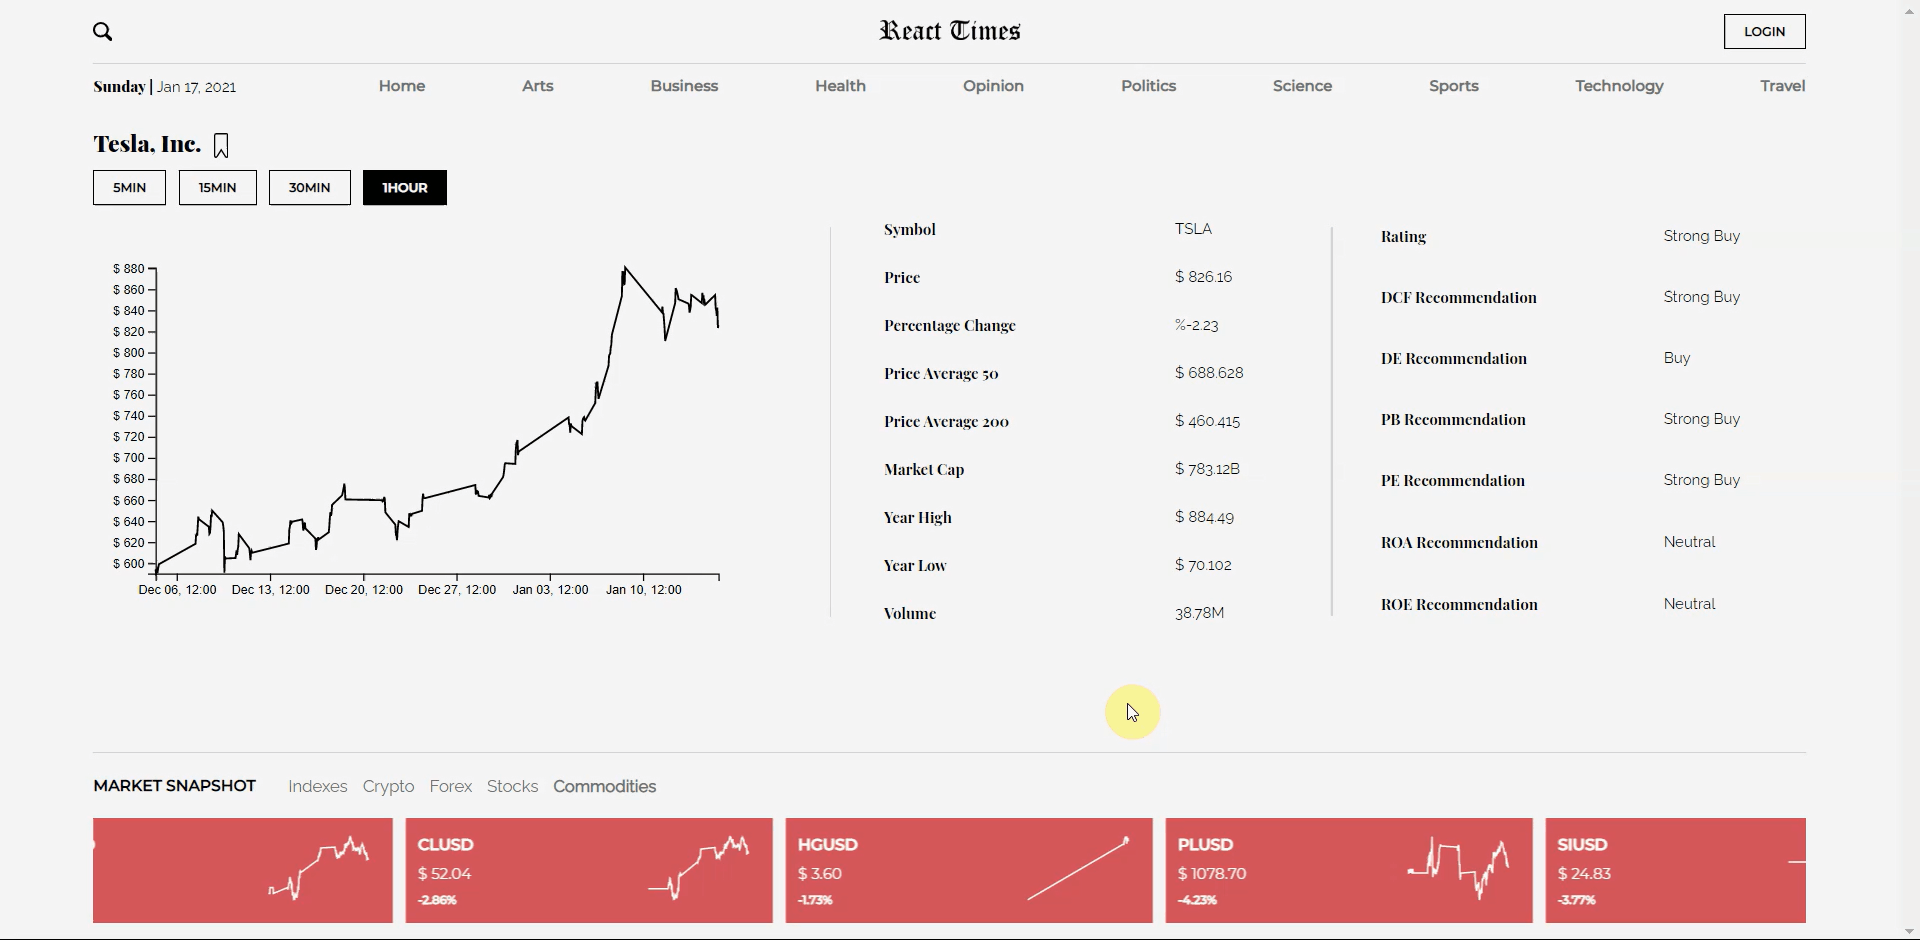 React Times
LOGIN
Sunday | Jan 17, 2021
Home
Arts
Business
Health
Opinion
Politics
Science
Sports
Technology
Travel
Tesla, Inc.
5MIN
15MIN
30MIN
1HOUR
$ 880
$ 860
$ 840
$ 820
$ 800
$ 780
$ 760
$ 740
$ 720
$ 700
$ 680
$ 660
$ 640
$ 620
$ 600
Dec 06, 12:00
Dec 13, 12:00
Dec 20, 12:00
Dec 27, 12:00
Jan 03, 12:00
Jan 10, 12:00
Symbol TSLA
Price $ 826.16
Percentage Change %-2.23
Price Average 50 $ 688.628
Price Average 200 $ 460.415
Market Cap $ 783.12B
Year High $ 884.49
Year Low $ 70.102
Volume 38.78M
Rating Strong Buy
DCF Recommendation Strong Buy
DE Recommendation Buy
PB Recommendation Strong Buy
PE Recommendation Strong Buy
ROA Recommendation Neutral
ROE Recommendation Neutral
MARKET SNAPSHOT
Indexes
Crypto
Forex
Stocks
Commodities
CLUSD
$ 52.04
-2.86%
HGUSD
$ 3.60
-1.73%
PLUSD
$ 1078.70
-4.23%
SIUSD
$ 24.83
-3.77%